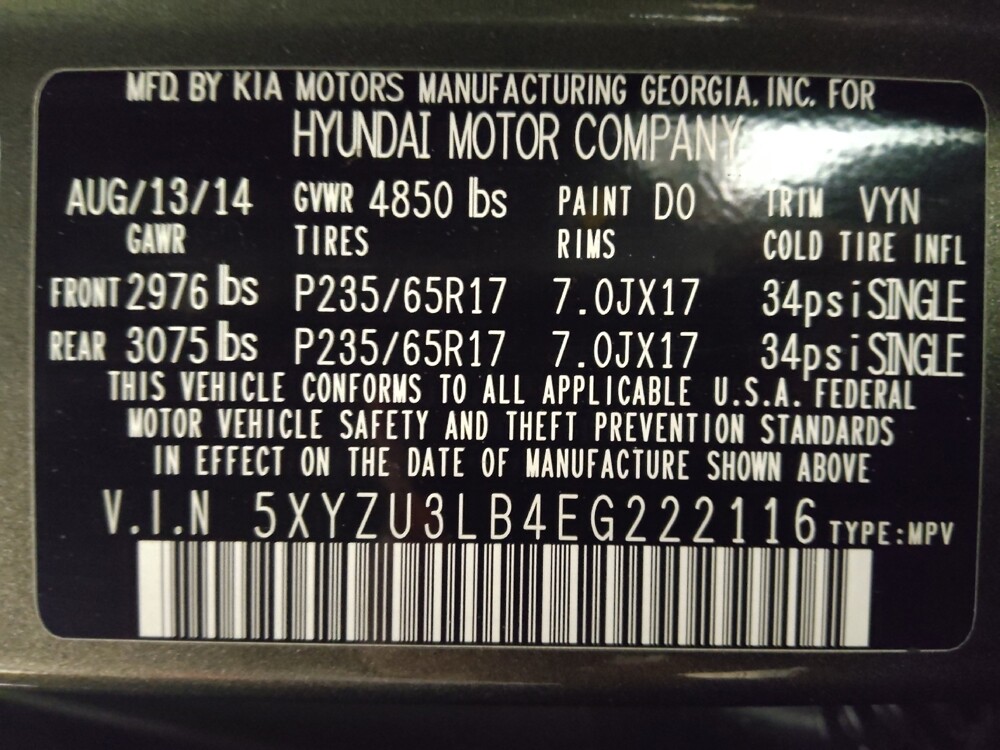 MFD BY KIA MOTORS MANUFACTURING GEORGIA. INC. FOR
HYUNDAI MOTOR COMPANY
AUG/13/14 GVWR 4850 lbs PAINT DO TRIM VYN
GAWR TIRES RIMS COLD TIRE INFL
FRONT 2976 lbs P235/65R17 7.0JX17 34psi SINGLE
REAR 3075 lbs P235/65R17 7.0JX17 34psi SINGLE
THIS VEHICLE CONFORMS TO ALL APPLICABLE U.S.A. FEDERAL
MOTOR VEHICLE SAFETY AND THEFT PREVENTION STANDARDS
IN EFFECT ON THE DATE OF MANUFACTURE SHOWN ABOVE
V.I.N 5XYZU3LB4EG222116 TYPE:MPV